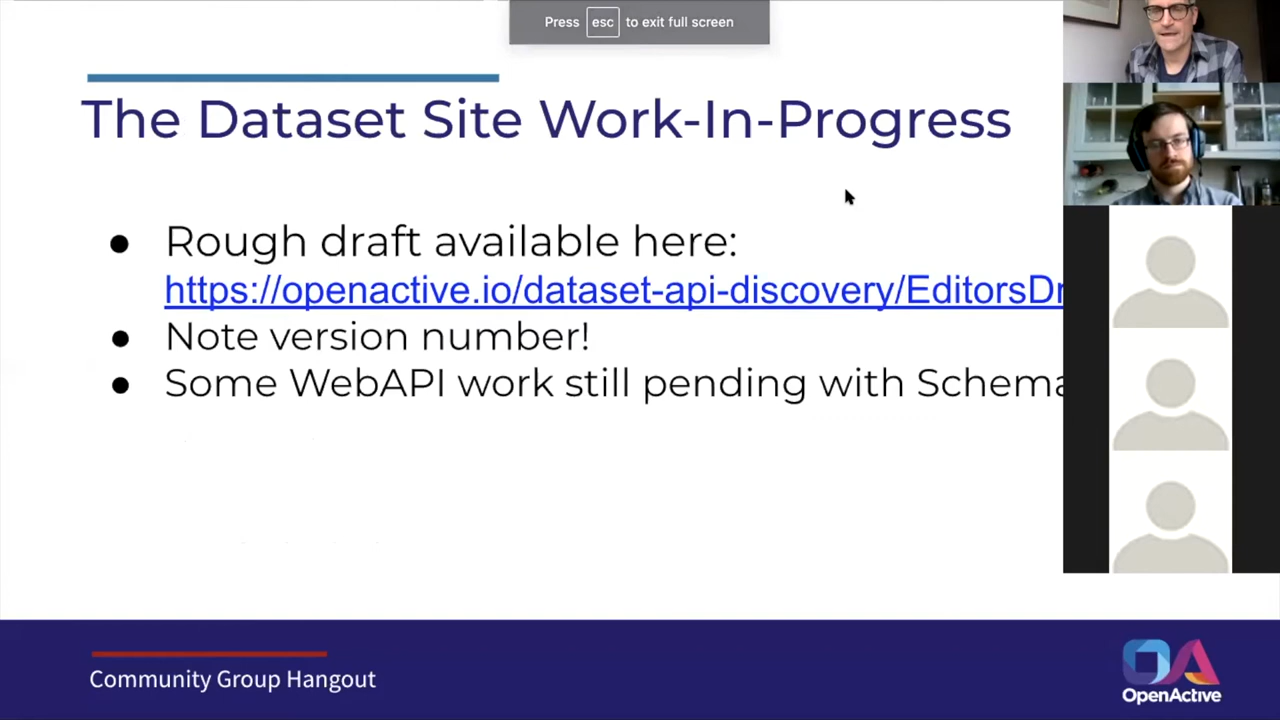 Press esc to exit full screen
The Dataset Site Work-In-Progress
● Rough draft available here:
https://openactive.io/dataset-api-discovery/EditorsDr
● Note version number!
● Some WebAPI work still pending with Schema
Community Group Hangout
OpenActive